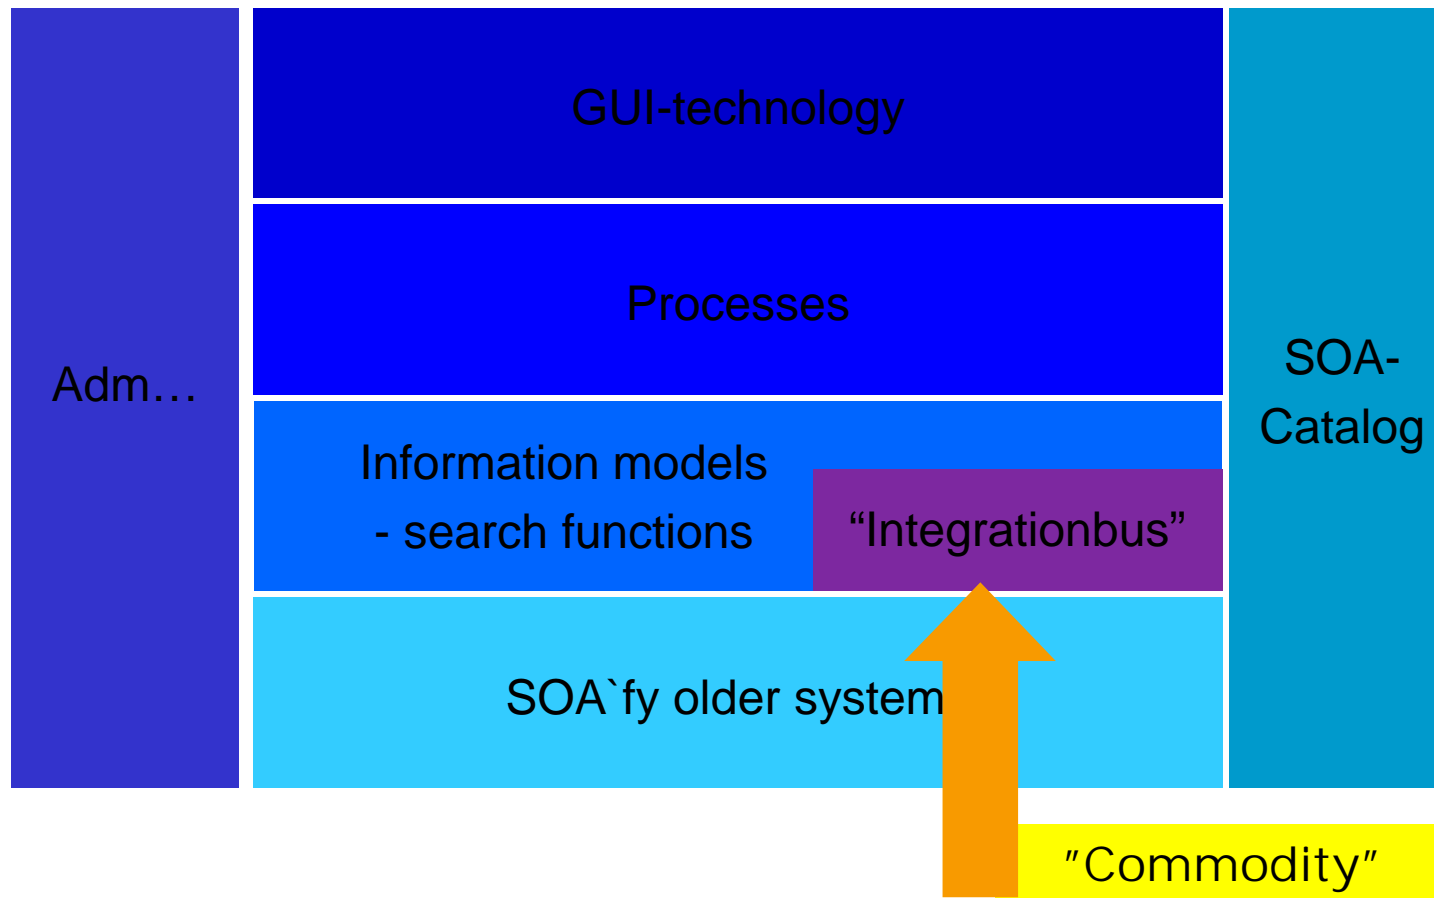 GUI-technology
Processes
Adm…
SOA-
Catalog
Information models
- search functions
“Integrationbus”
SOA`fy older system
"Commodity"